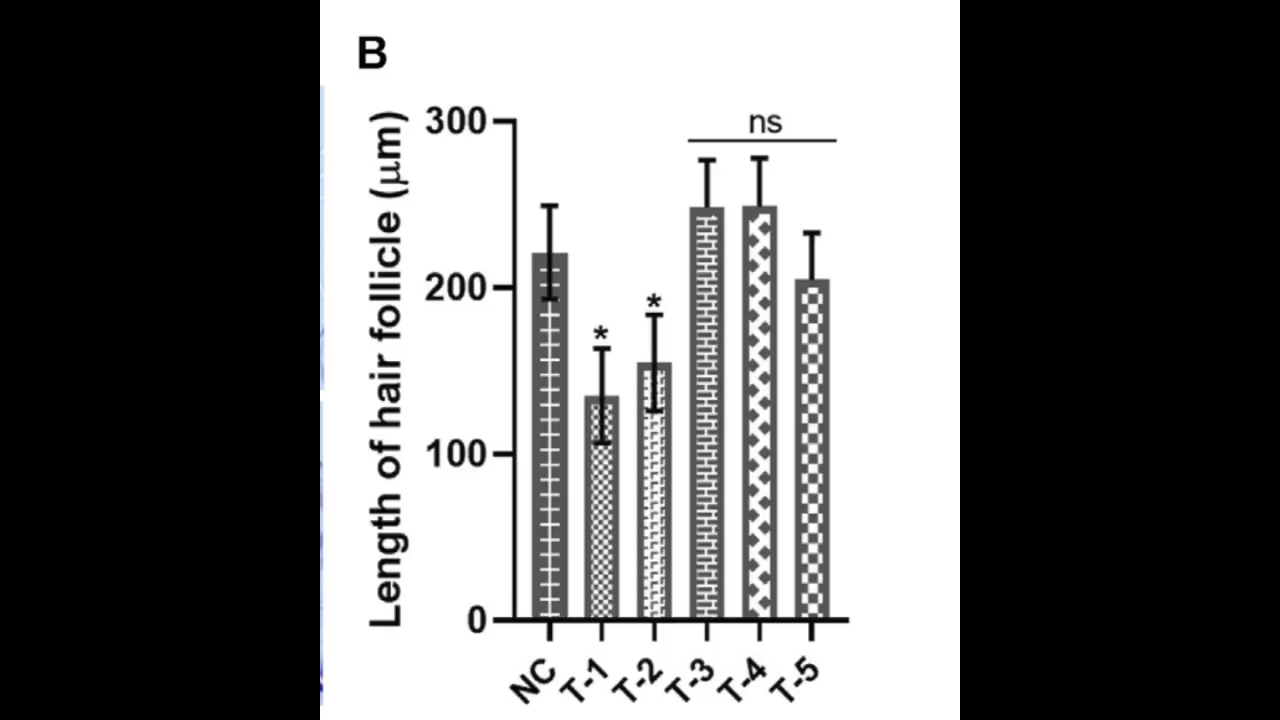 B
Length of hair follicle (μm)
300
200
100
0
ns
*
*
NC
T-1
T-2
T-3
T-4
T-5